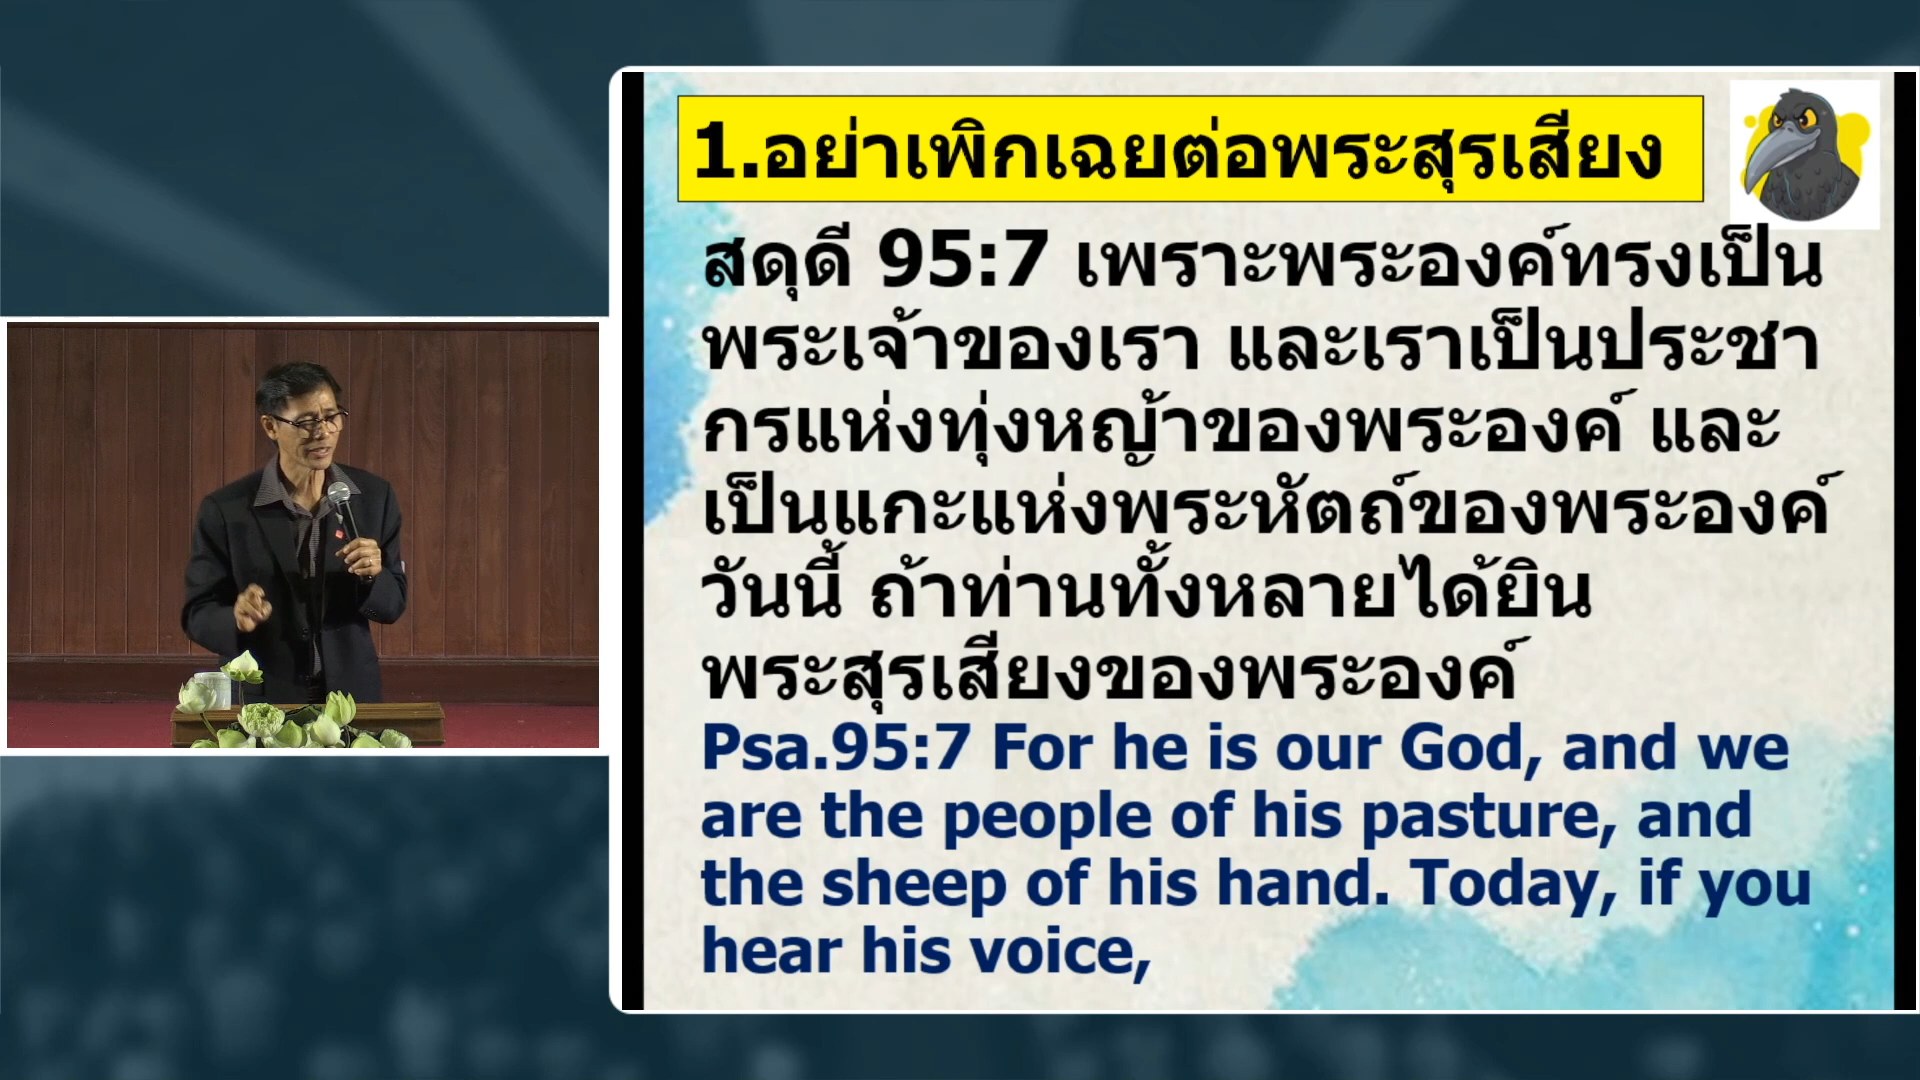 1.อย่าเพิกเฉยต่อพระสุรเสียง
สดุดี 95:7 เพราะพระองค์ทรงเป็น
พระเจ้าของเรา และเราเป็นประชา
กรแห่งทุ่งหญ้าของพระองค์ และ
เป็นแกะแห่งพระหัตถ์ของพระองค์
วันนี้ ถ้าท่านทั้งหลายได้ยิน
พระสุรเสียงของพระองค์
Psa.95:7 For he is our God, and we
are the people of his pasture, and
the sheep of his hand. Today, if you
hear his voice,